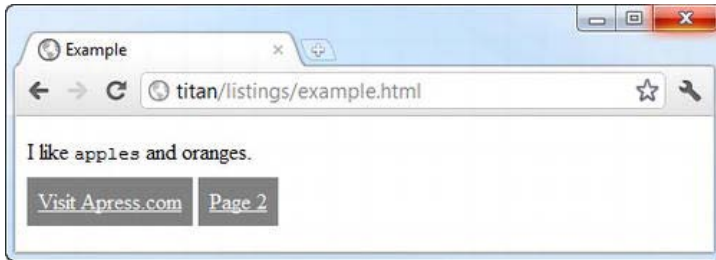 Example
titan/listings/example.html
I like apples and oranges.
Visit Apress.com Page 2